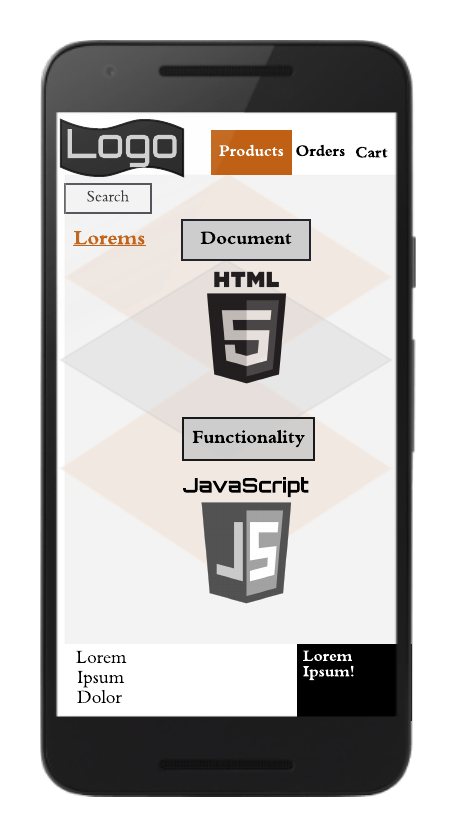 Logo
Products Orders Cart
Search
Lorems
Document
HTML
5
Functionality
JavaScript
JS
Lorem
Ipsum
Dolor
Lorem
Ipsum!